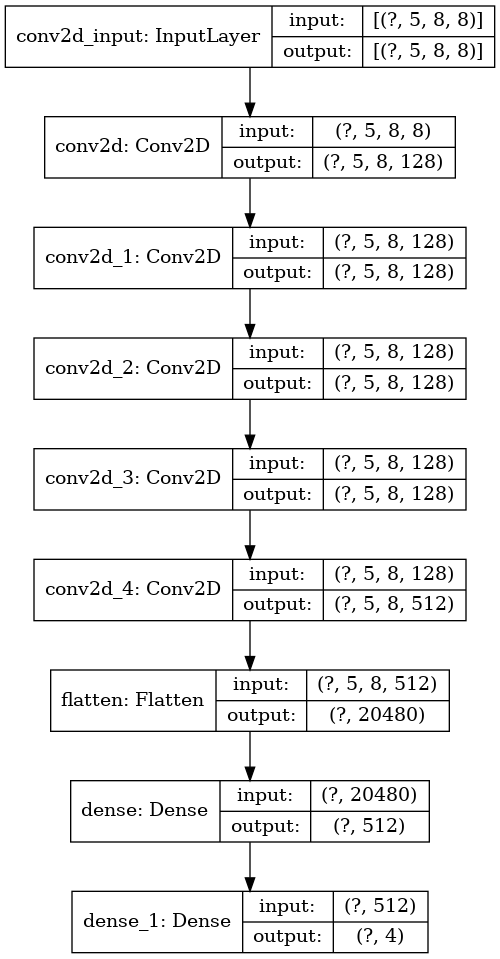 conv2d_input: InputLayer
input: [(?, 5, 8, 8)]
output: [(?, 5, 8, 8)]
conv2d: Conv2D
input: (?, 5, 8, 8)
output: (?, 5, 8, 128)
conv2d_1: Conv2D
input: (?, 5, 8, 128)
output: (?, 5, 8, 128)
conv2d_2: Conv2D
input: (?, 5, 8, 128)
output: (?, 5, 8, 128)
conv2d_3: Conv2D
input: (?, 5, 8, 128)
output: (?, 5, 8, 128)
conv2d_4: Conv2D
input: (?, 5, 8, 128)
output: (?, 5, 8, 512)
flatten: Flatten
input: (?, 5, 8, 512)
output: (?, 20480)
dense: Dense
input: (?, 20480)
output: (?, 512)
dense_1: Dense
input: (?, 512)
output: (?, 4)